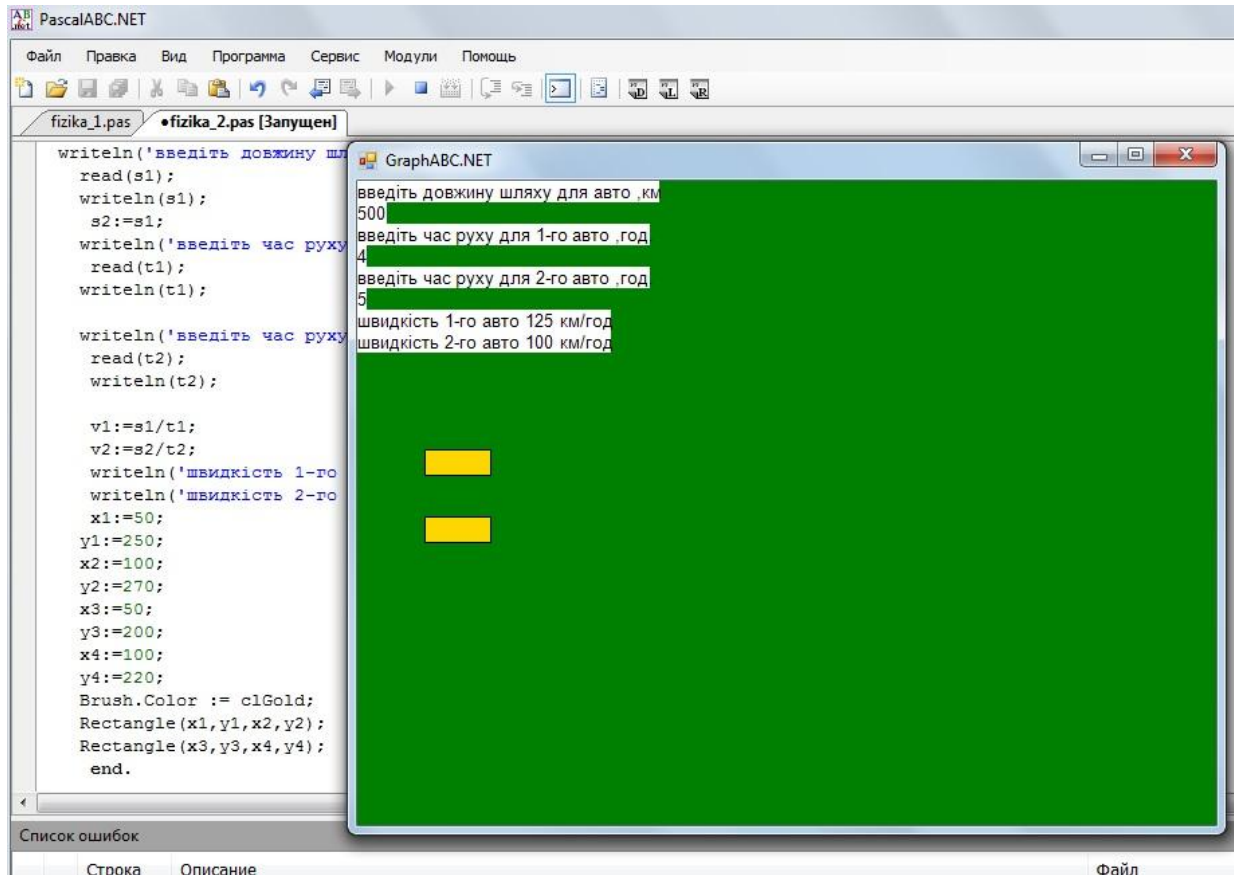 PascalABC.NET
Файл Правка Вид Программа Сервис Модули Помощь
fizika_1.pas •fizika_2.pas [Запущен]
writeln('введіть довжину шл
read(s1);
writeln(s1);
s2:=s1;
writeln('введіть час руху
read(t1);
writeln(t1);
writeln('введіть час руху
read(t2);
writeln(t2);
v1:=s1/t1;
v2:=s2/t2;
writeln('швидкість 1-го
writeln('швидкість 2-го
x1:=50;
y1:=250;
x2:=100;
y2:=270;
x3:=50;
y3:=200;
x4:=100;
y4:=220;
Brush.Color := clGold;
Rectangle(x1,y1,x2,y2);
Rectangle(x3,y3,x4,y4);
end.
GraphABC.NET
введіть довжину шляху для авто ,км
500
введіть час руху для 1-го авто ,год
4
введіть час руху для 2-го авто ,год
5
швидкість 1-го авто 125 км/год
швидкість 2-го авто 100 км/год
Список ошибок
Строка Описание Файл